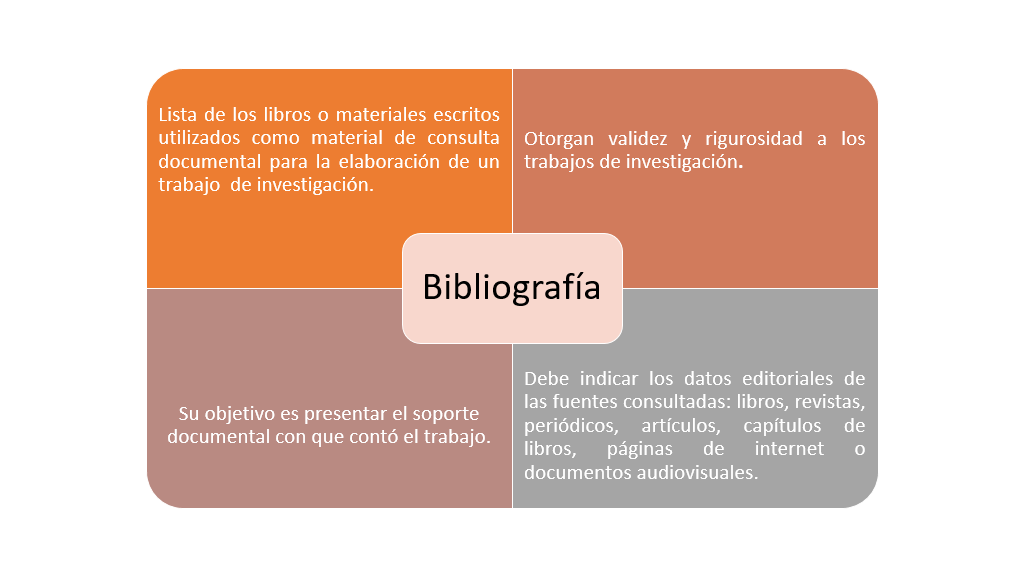 Lista de los libros o materiales escritos
utilizados como material de consulta
documental para la elaboración de un
trabajo  de investigación.
Otorgan validez y rigurosidad a los
trabajos de investigación.
Bibliografía
Su objetivo es presentar el soporte
documental con que contó el trabajo.
Debe indicar los datos editoriales de
las fuentes consultadas: libros, revistas,
periódicos, artículos, capítulos de
libros, páginas de internet o
documentos audiovisuales.